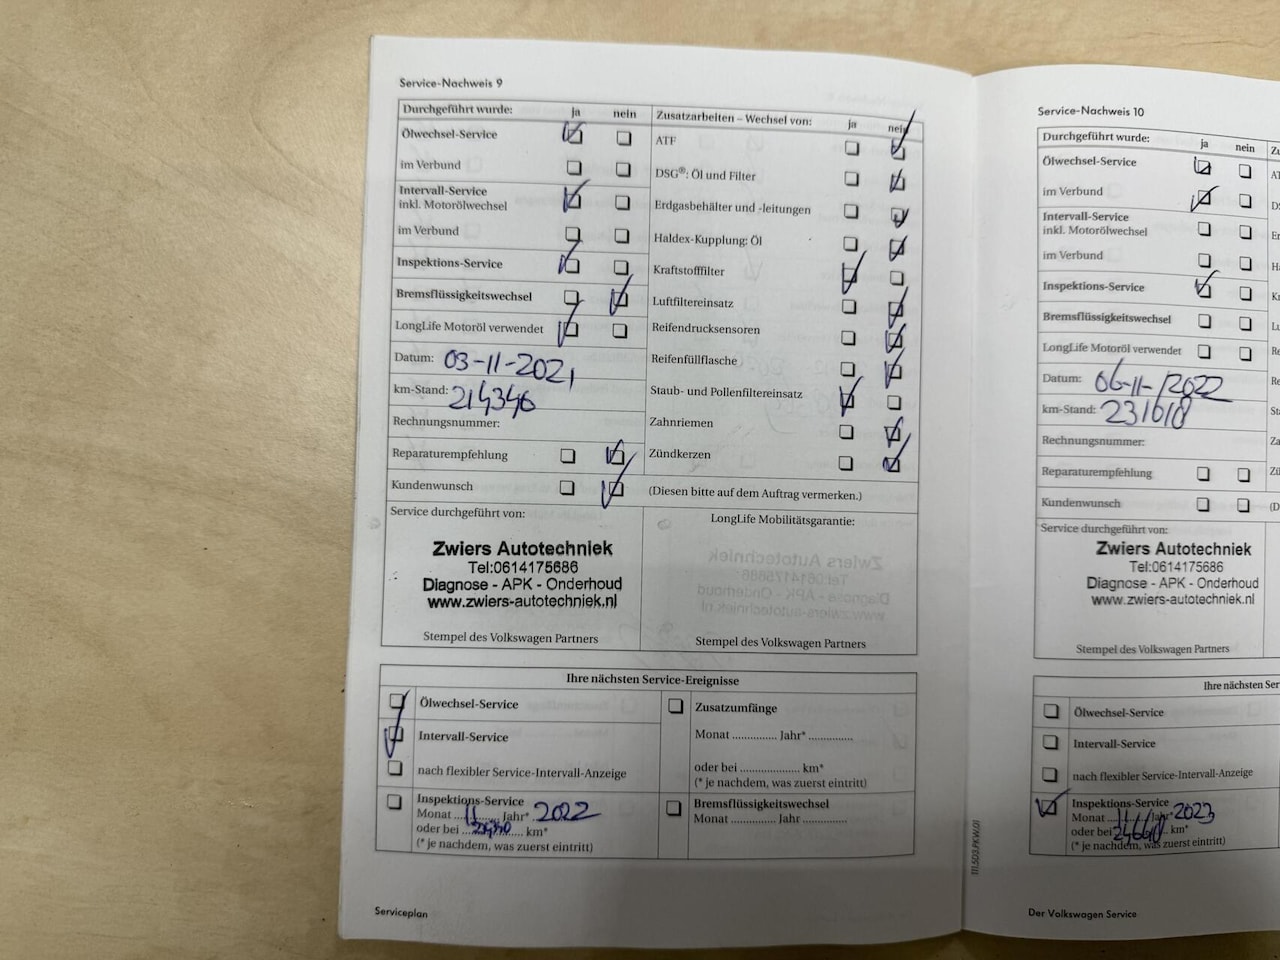 Service-Nachweis 9
Durchgeführt wurde: ja nein
Ölwechsel-Service
im Verbund
Intervall-Service
inkl. Motorölwechsel
im Verbund
Inspektions-Service
Bremsflüssigkeitswechsel
LongLife Motoröl verwendet
Datum: 03-11-2021
km-Stand: 214346
Rechnungsnummer:
Reparaturempfehlung
Kundenwunsch
Zusatzarbeiten – Wechsel von: ja nein
ATF
DSG®: Öl und Filter
Erdgasbehälter und -leitungen
Haldex-Kupplung: Öl
Kraftstofffilter
Luftfiltereinsatz
Reifendrucksensoren
Reifenfüllflasche
Staub- und Pollenfiltereinsatz
Zahnriemen
Zündkerzen
(Diesen bitte auf dem Auftrag vermerken.)
Service durchgeführt von:
Zwiers Autotechniek
Tel:0614175686
Diagnose - APK - Onderhoud
www.zwiers-autotechniek.nl
Stempel des Volkswagen Partners
LongLife Mobilitätsgarantie:
Stempel des Volkswagen Partners
Ihre nächsten Service-Ereignisse
Ölwechsel-Service
Intervall-Service
nach flexibler Service-Intervall-Anzeige
Inspektions-Service
Monat 11 Jahr* 2022
oder bei km*
(* je nachdem, was zuerst eintritt)
Zusatzumfänge
Monat ............... Jahr* ...............
oder bei .................... km*
(* je nachdem, was zuerst eintritt)
Bremsflüssigkeitswechsel
Monat ............... Jahr ...............
Serviceplan
111.5D3.PKW.01
Service-Nachweis 10
Durchgeführt wurde: ja nein
Ölwechsel-Service
im Verbund
Intervall-Service
inkl. Motorölwechsel
im Verbund
Inspektions-Service
Bremsflüssigkeitswechsel
LongLife Motoröl verwendet
Datum: 06-11-/2022
km-Stand: 231618
Rechnungsnummer:
Reparaturempfehlung
Kundenwunsch
Service durchgeführt von:
Zwiers Autotechniek
Tel:0614175686
Diagnose - APK - Onderhoud
www.zwiers-autotechniek.nl
Stempel des Volkswagen Partners
Ihre nächsten
Ölwechsel-Service
Intervall-Service
nach flexibler Service-Intervall-Anzeige
Inspektions-Service
Monat 11 Jahr* 2023
oder bei km*
(* je nachdem, was zuerst eintritt)
Der Volkswagen Service